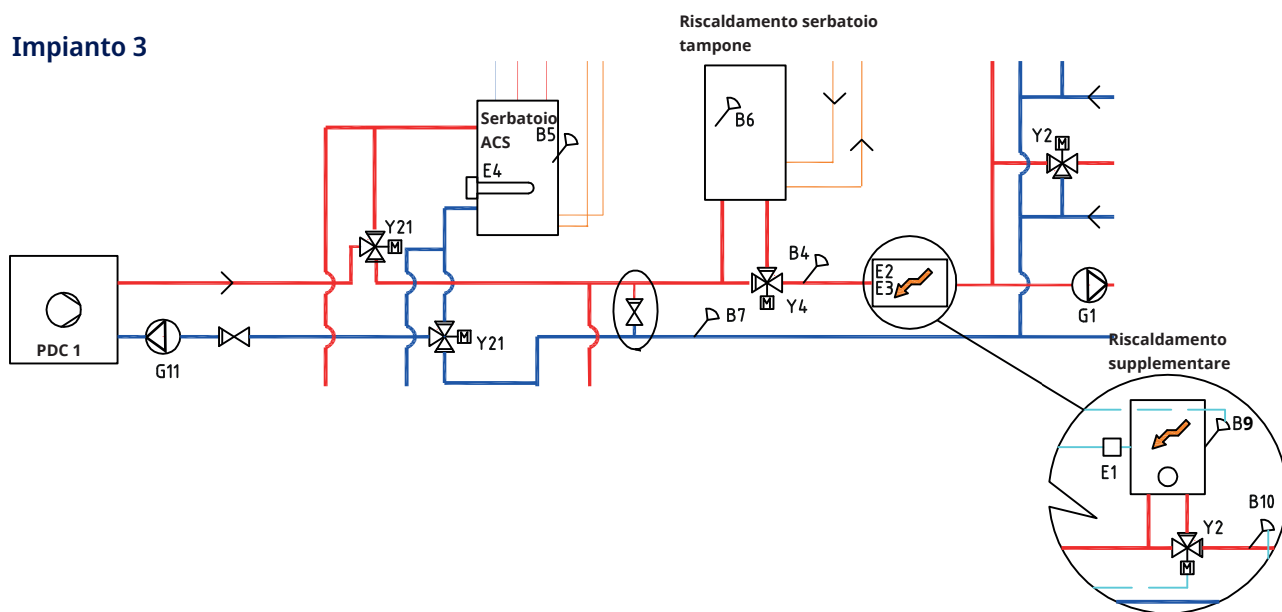 Impianto 3
Riscaldamento serbatoio
tampone
Serbatoio
ACS
B5
E4
B6
Y2
Y21
B4
E2
E3
Y4
G1
B7
PDC 1
G11
Y21
Riscaldamento
supplementare
B9
E1
B10
Y2
M
M
M
M
M